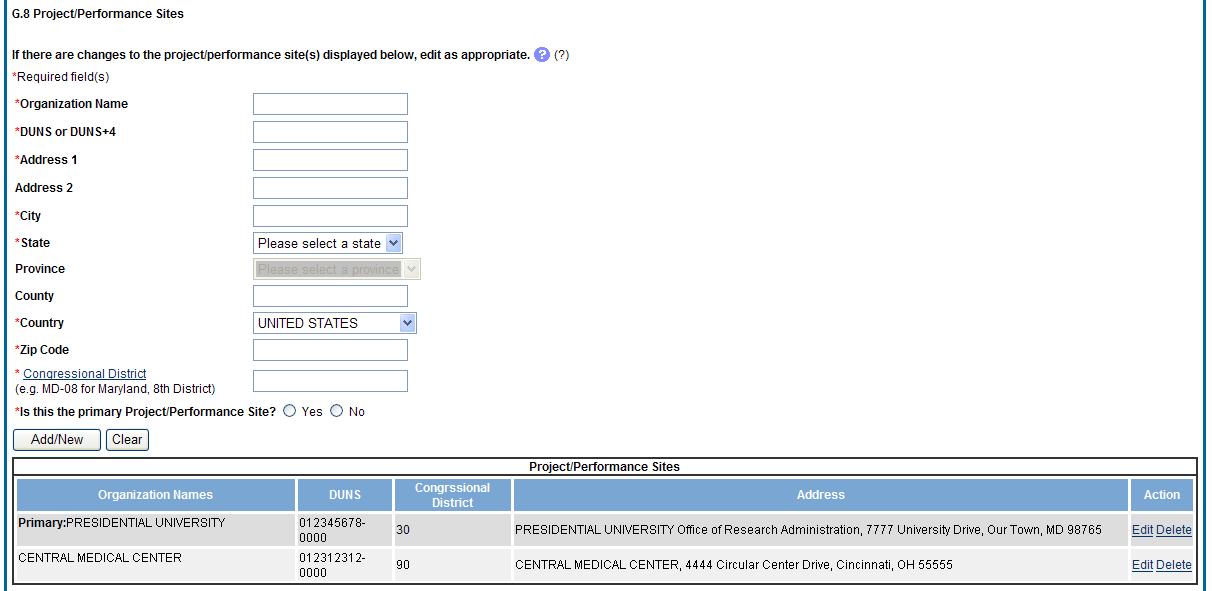 G.8 Project/Performance Sites
If there are changes to the project/performance site(s) displayed below, edit as appropriate. ? (?)
*Required field(s)
*Organization Name
*DUNS or DUNS+4
*Address 1
Address 2
*City
*State Please select a state
Province Please select a province
County
*Country UNITED STATES
*Zip Code
* Congressional District
(e.g. MD-08 for Maryland, 8th District)
*Is this the primary Project/Performance Site? Yes No
Add/New Clear
Project/Performance Sites
Organization Names DUNS Congrssional District Address Action
Primary:PRESIDENTIAL UNIVERSITY 012345678-0000 30 PRESIDENTIAL UNIVERSITY Office of Research Administration, 7777 University Drive, Our Town, MD 98765 Edit Delete
CENTRAL MEDICAL CENTER 012312312-0000 90 CENTRAL MEDICAL CENTER, 4444 Circular Center Drive, Cincinnati, OH 55555 Edit Delete